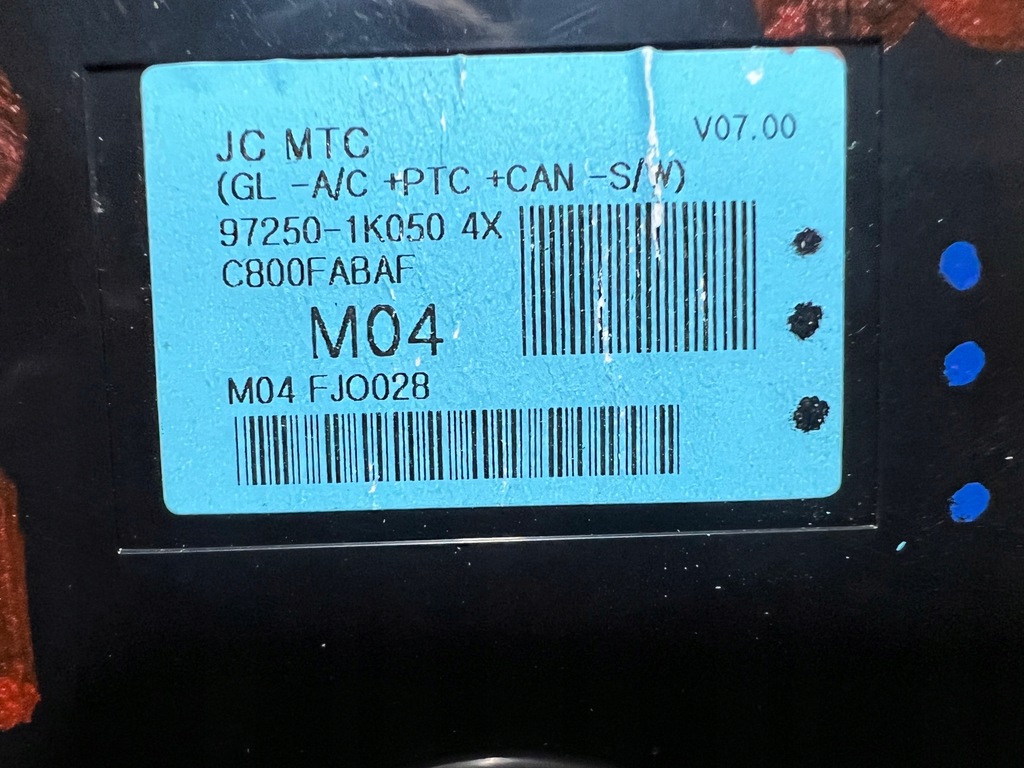 JC MTC
V07.00
(GL -A/C +PTC +CAN -S/W)
97250-1K050 4X
C800FABAF
M04
M04 FJO028